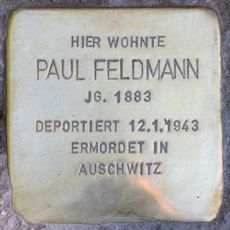 HIER WOHNTE
PAUL FELDMANN
JG. 1883
DEPORTIERT 12.1.1943
ERMORDET IN
AUSCHWITZ